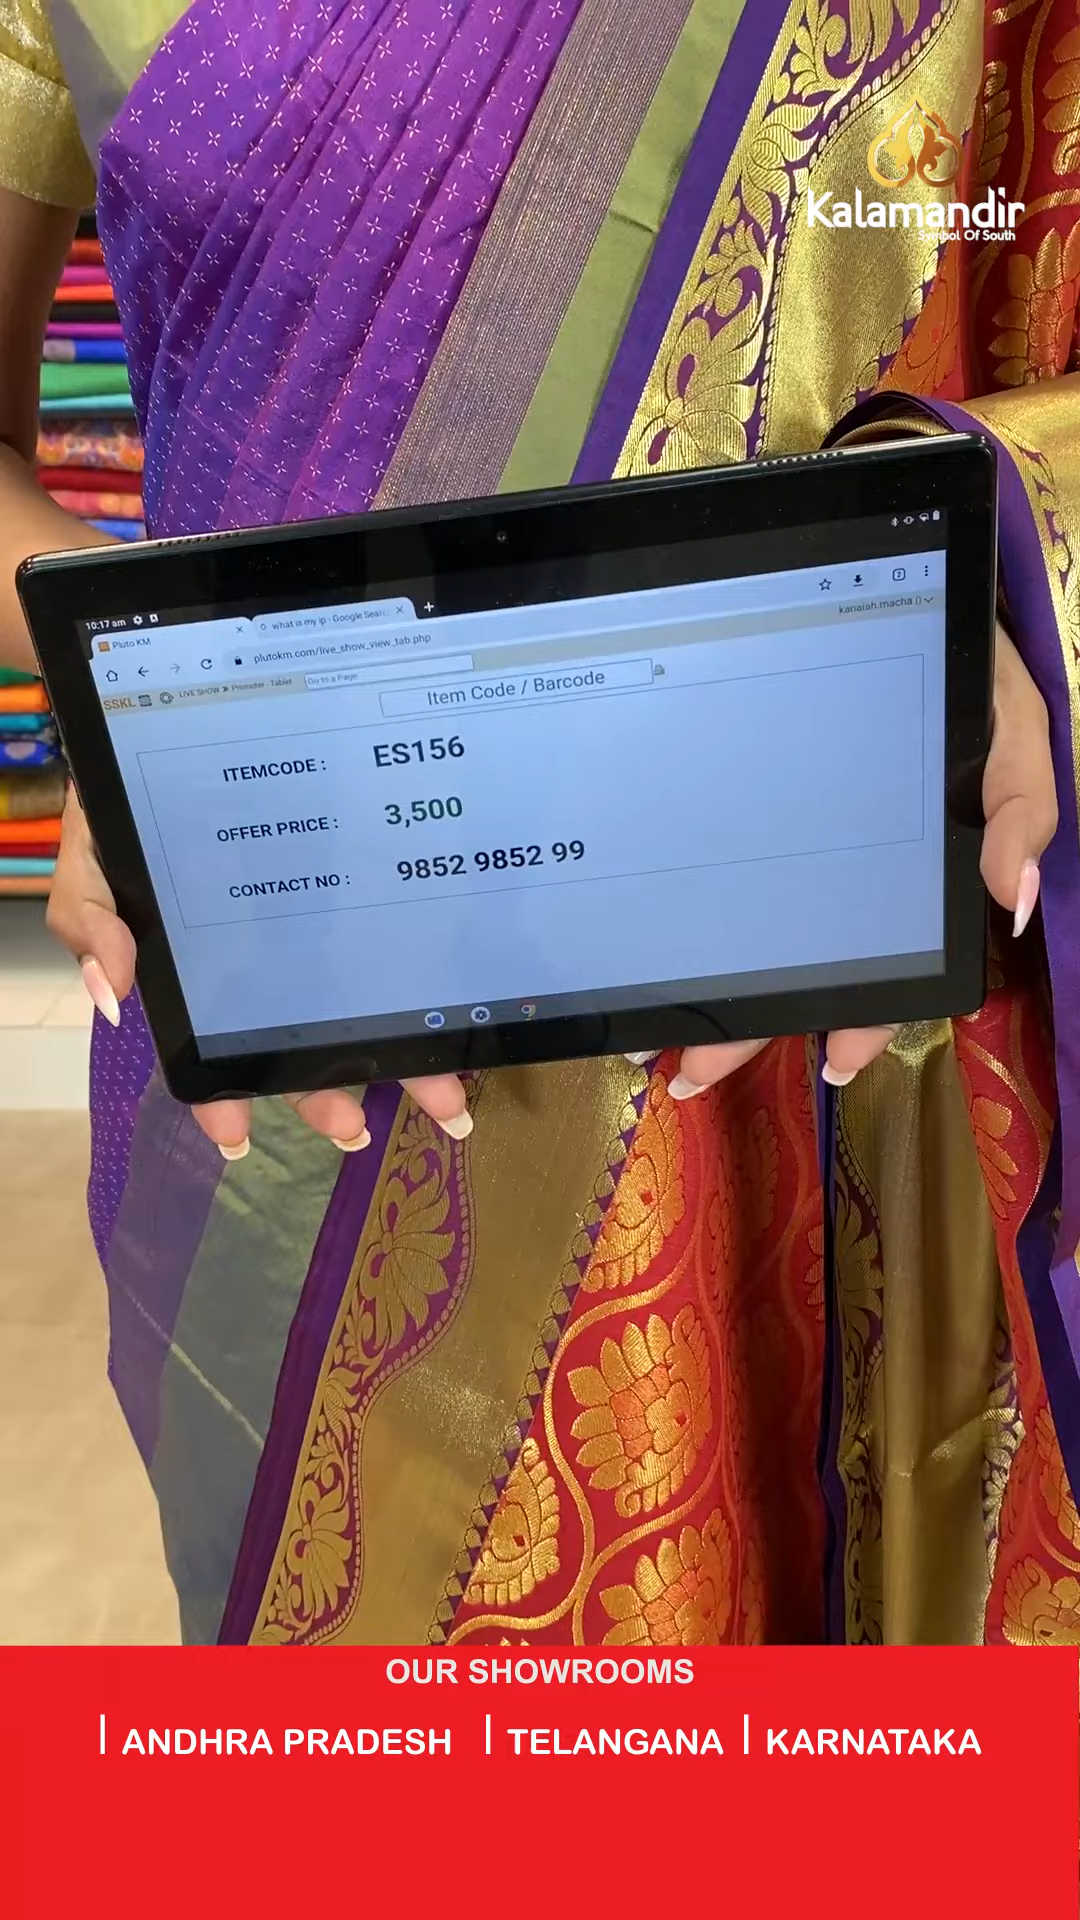 Kalamandir
Symbol Of South
10:17 am
Pluto KM
what is my ip - Google Sear
plutokm.com/live_show_view_tab.php
kanaiah.macha ()
SSKL
LIVE SHOW
Promoter - Tablet
Go to a Page
Item Code / Barcode
ITEMCODE : ES156
OFFER PRICE : 3,500
CONTACT NO : 9852 9852 99
OUR SHOWROOMS
ANDHRA PRADESH | TELANGANA | KARNATAKA